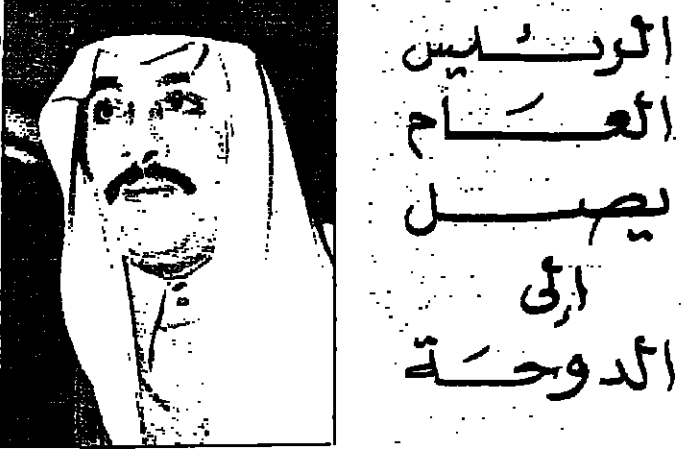 الرئيس
العام
يصل
إلى
الدوحة